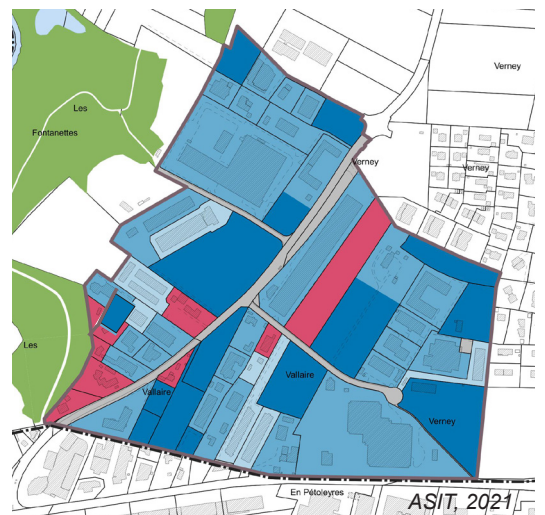 Verney
Les
Fontanettes
Verney
Verney
Les
Vallaire
Vallaire
Verney
En Pétoleyres
ASIT, 2021